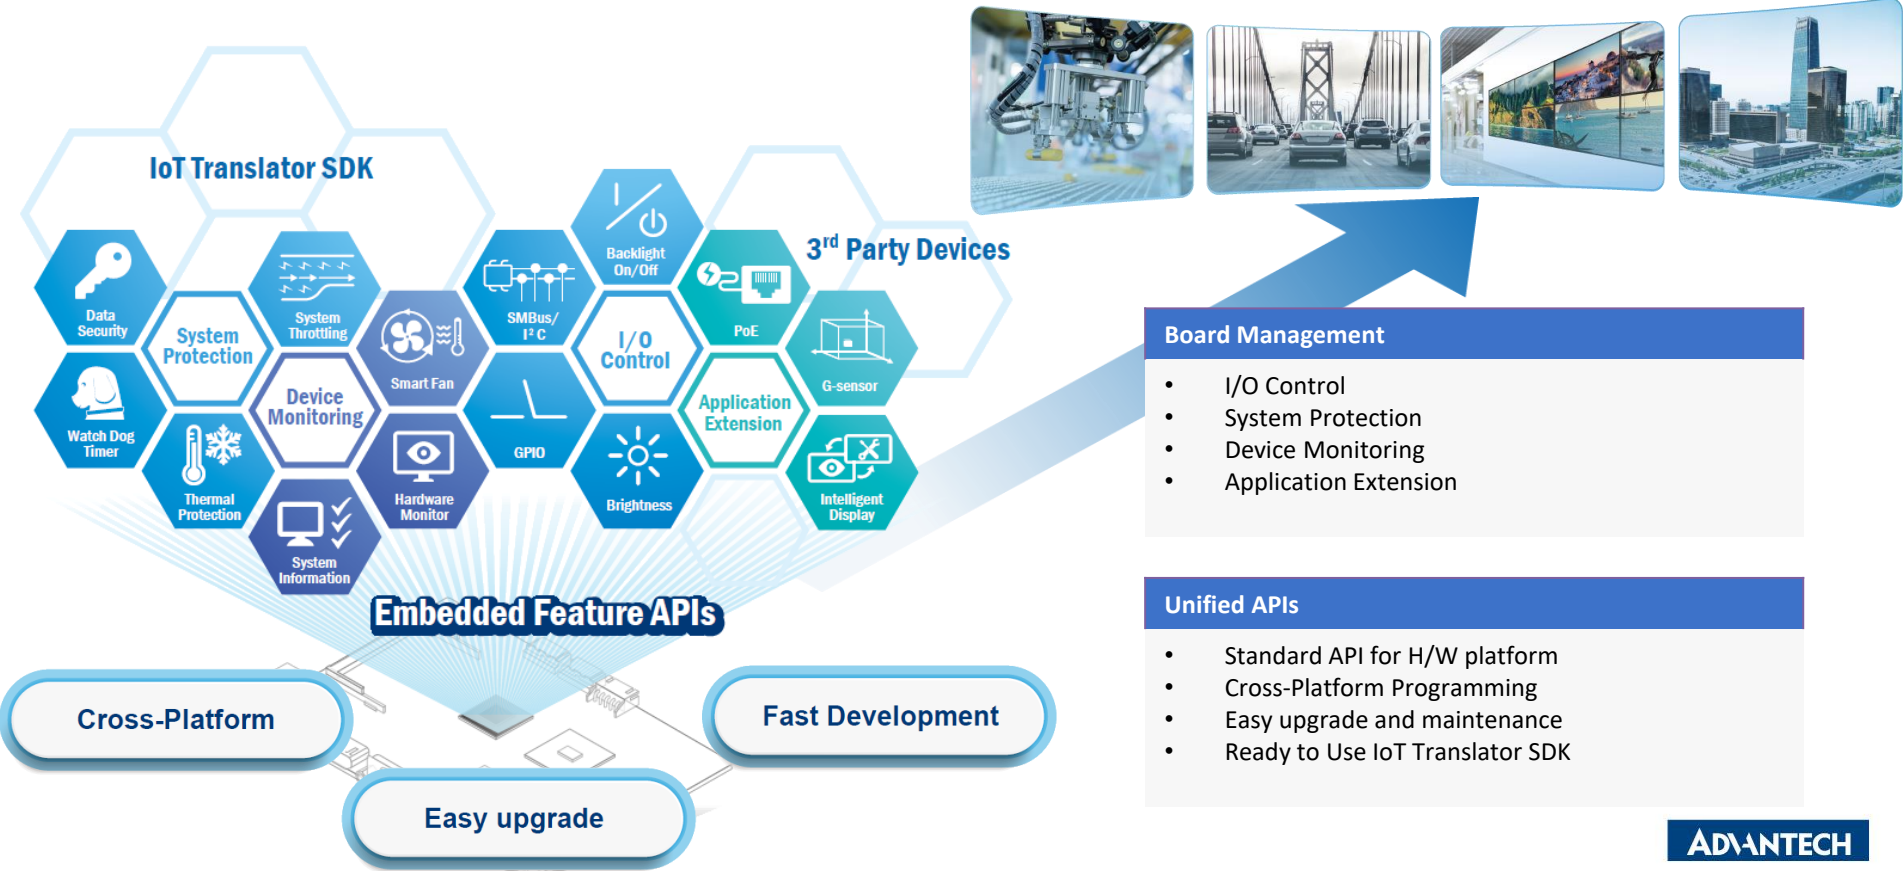 IoT Translator SDK
3rd Party Devices
Backlight
On/Off
Data
Security
System
Protection
System
Throttling
Smart Fan
SMBus/
I² C
I/O
Control
PoE
G-sensor
Watch Dog
Timer
Device
Monitoring
GPIO
Application
Extension
Thermal
Protection
Hardware
Monitor
Brightness
Intelligent
Display
System
Information
Embedded Feature APIs
Cross-Platform
Fast Development
Easy upgrade
Board Management
• I/O Control
• System Protection
• Device Monitoring
• Application Extension
Unified APIs
• Standard API for H/W platform
• Cross-Platform Programming
• Easy upgrade and maintenance
• Ready to Use IoT Translator SDK
ADVANTECH